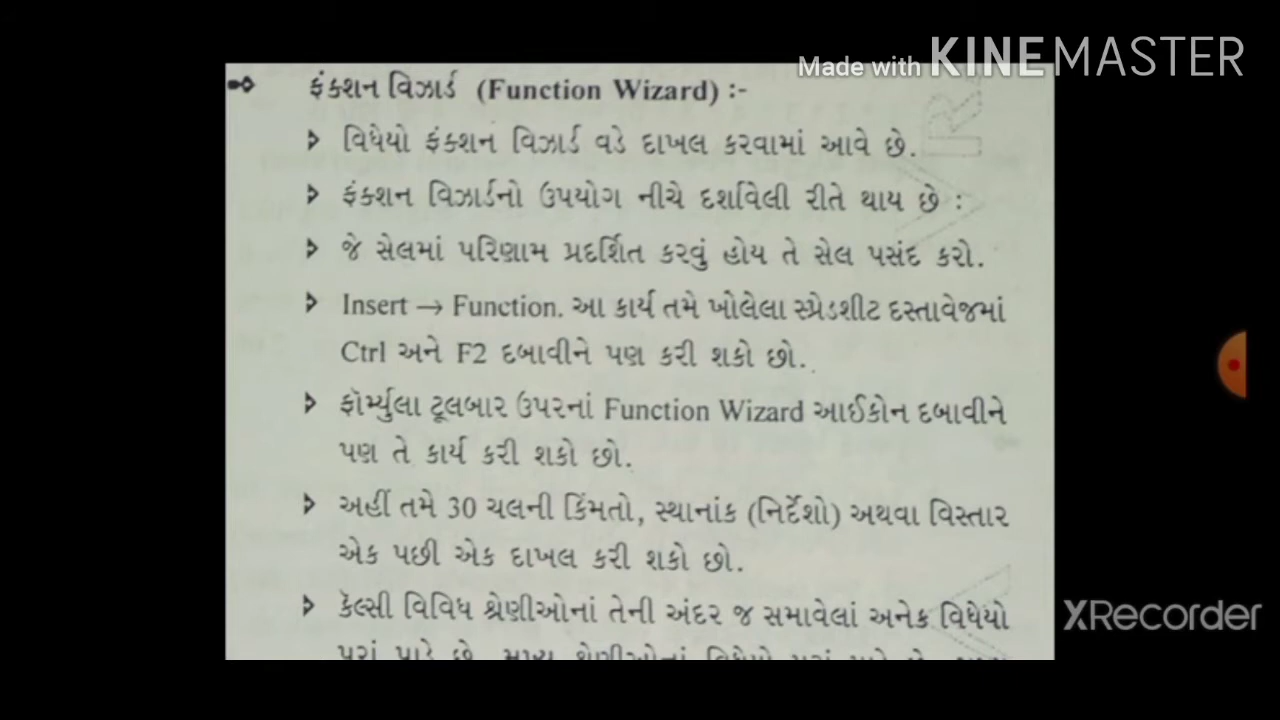 Made with KINEMASTER
ફંક્શન વિઝાર્ડ (Function Wizard) :-
વિધેયો ફંક્શન વિઝાર્ડ વડે દાખલ કરવામાં આવે છે.
ફંક્શન વિઝાર્ડનો ઉપયોગ નીચે દર્શાવેલી રીતે થાય છે :
જે સેલમાં પરિણામ પ્રદર્શિત કરવું હોય તે સેલ પસંદ કરો.
Insert → Function. આ કાર્ય તમે ખોલેલા સ્પ્રેડશીટ દસ્તાવેજમાં
Ctrl અને F2 દબાવીને પણ કરી શકો છો.
ફૉર્મ્યુલા ટૂલબાર ઉપરનાં Function Wizard આઈકોન દબાવીને
પણ તે કાર્ય કરી શકો છો.
અહીં તમે 30 ચલની કિંમતો, સ્થાનાંક (નિર્દેશો) અથવા વિસ્તાર
એક પછી એક દાખલ કરી શકો છો.
કૅલ્સી વિવિધ શ્રેણીઓનાં તેની અંદર જ સમાવેલાં અનેક વિધેયો
XRecorder